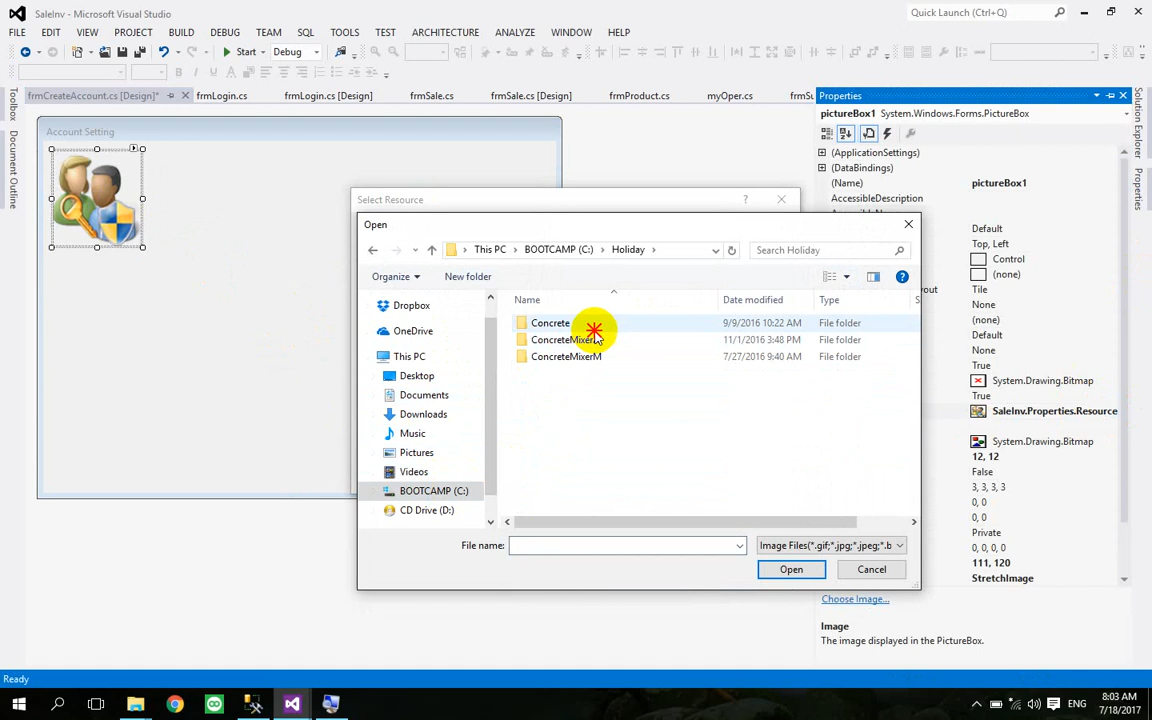 SaleInv - Microsoft Visual Studio
Quick Launch (Ctrl+Q)
FILE EDIT VIEW PROJECT BUILD DEBUG TEAM SQL TOOLS TEST ARCHITECTURE ANALYZE WINDOW HELP
Start Debug
frmCreateAccount.cs [Design]* frmLogin.cs frmLogin.cs [Design] frmSale.cs frmSale.cs [Design] frmProduct.cs myOper.cs
Toolbox
Document Outline
Solution Explorer
Properties
Account Setting
Properties
pictureBox1 System.Windows.Forms.PictureBox
(ApplicationSettings)
(DataBindings)
(Name) pictureBox1
AccessibleDescription
Default
Top, Left
Control
(none)
Tile
None
(none)
Default
None
True
System.Drawing.Bitmap
True
SaleInv.Properties.Resource
System.Drawing.Bitmap
12, 12
False
3, 3, 3, 3
0, 0
0, 0
Private
0, 0, 0, 0
111, 120
StretchImage
Choose Image...
Image
The image displayed in the PictureBox.
Select Resource ?
Open
This PC BOOTCAMP (C:) Holiday
Search Holiday
Organize New folder
Dropbox
OneDrive
This PC
Desktop
Documents
Downloads
Music
Pictures
Videos
BOOTCAMP (C:)
CD Drive (D:)
Name Date modified Type
Concrete 9/9/2016 10:22 AM File folder
11/1/2016 3:48 PM File folder
ConcreteMixerM 7/27/2016 9:40 AM File folder
File name:
Image Files(*.gif;*.jpg;*.jpeg;*.b
Open Cancel
Ready
ENG
8:03 AM
7/18/2017